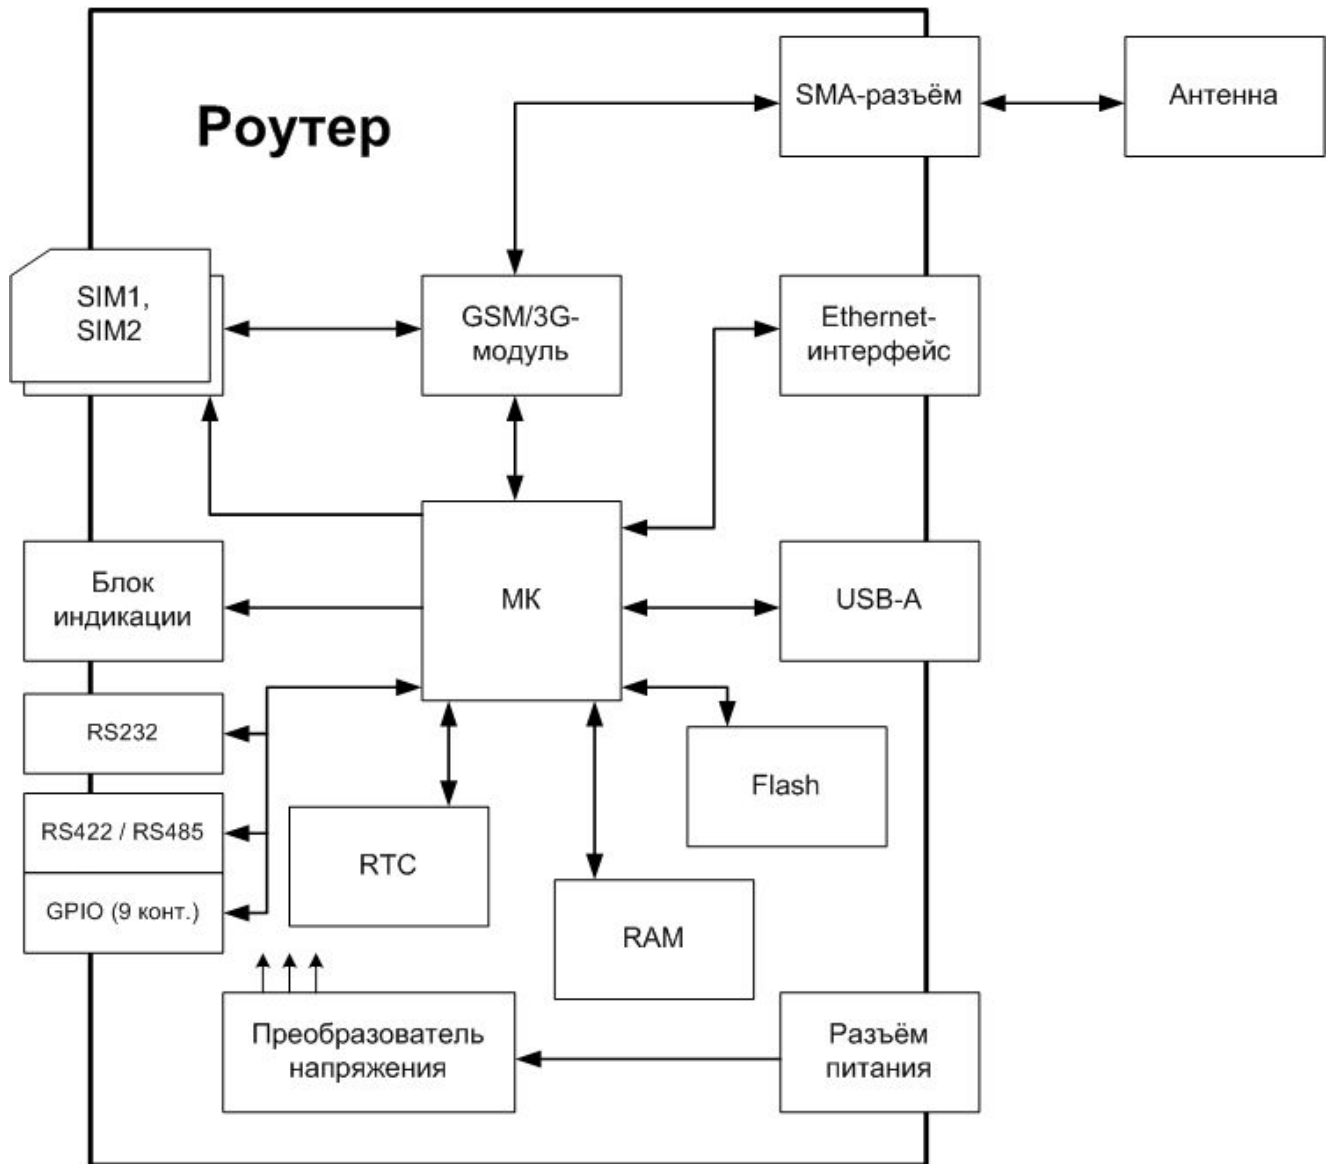 Роутер
SMA-разъём
Антенна
SIM1,
SIM2
GSM/3G-
модуль
Ethernet-
интерфейс
Блок
индикации
МК
USB-A
RS232
RS422 / RS485
GPIO (9 конт.)
RTC
Flash
RAM
Преобразователь
напряжения
Разъём
питания